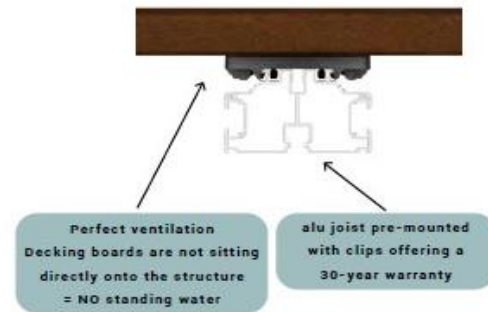 Perfect ventilation
Decking boards are not sitting
directly onto the structure
= NO standing water
alu joist pre-mounted
with clips offering a
30-year warranty